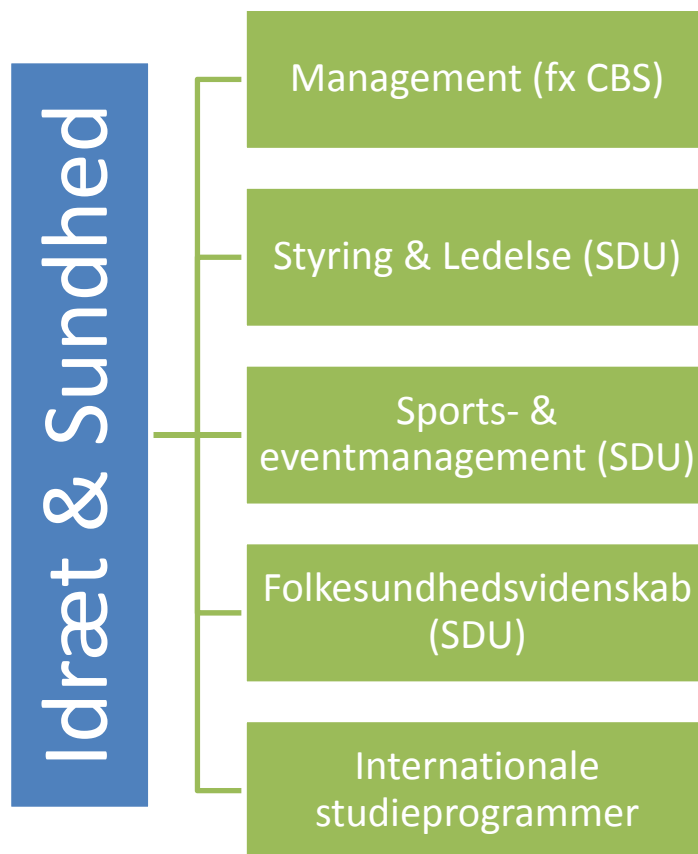 Idræt & Sundhed
Management (fx CBS)
Styring & Ledelse (SDU)
Sports- &
eventmanagement (SDU)
Folkesundhedsvidenskab
(SDU)
Internationale
studieprogrammer